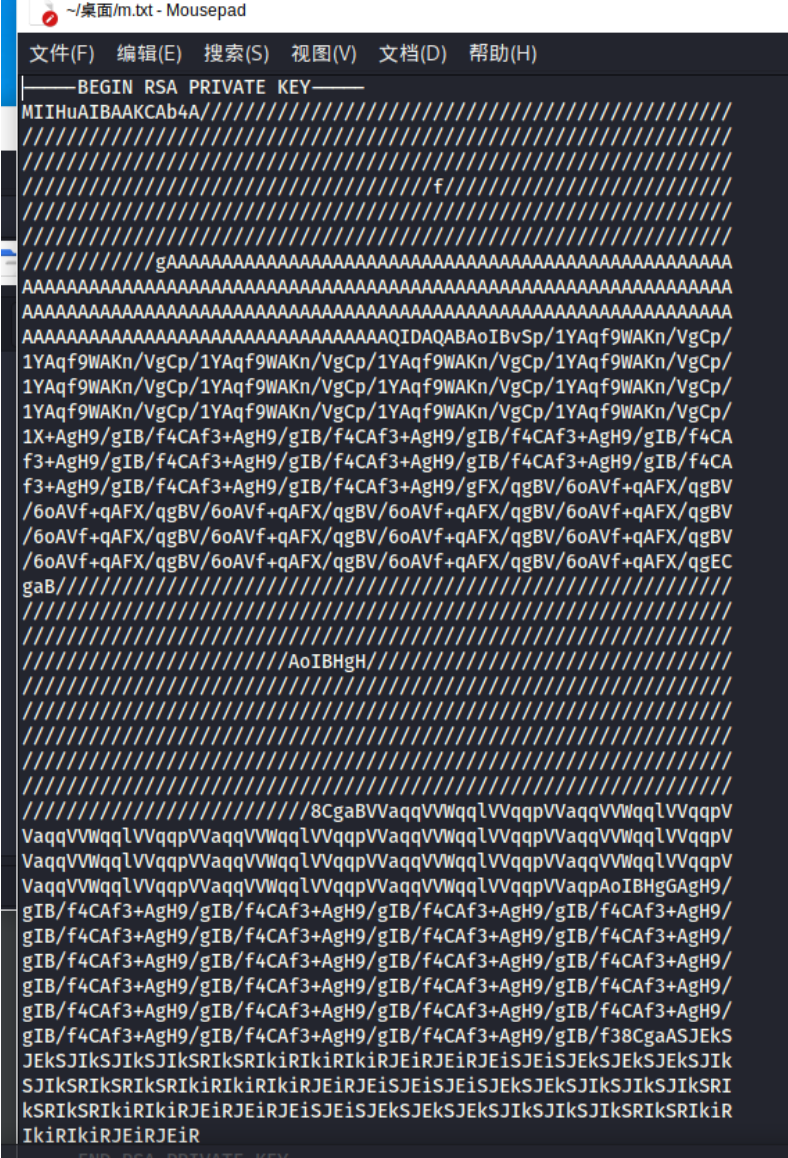 ~/桌面/m.txt - Mousepad
文件(F) 编辑(E) 搜索(S) 视图(V) 文档(D) 帮助(H)
-----BEGIN RSA PRIVATE KEY-----
MIIHuAIBAAKCAb4A////////////////////////////////////////////////
////////////////////////////////////////////////////////////////
////////////////////////////////////////////////////////////////
/////////////////////////////////////f//////////////////////////
////////////////////////////////////////////////////////////////
////////////////////////////////////////////////////////////////
////////////gAAAAAAAAAAAAAAAAAAAAAAAAAAAAAAAAAAAAAAAAAAAAAAAAAAA
AAAAAAAAAAAAAAAAAAAAAAAAAAAAAAAAAAAAAAAAAAAAAAAAAAAAAAAAAAAAAAAA
AAAAAAAAAAAAAAAAAAAAAAAAAAAAAAAAAAAAAAAAAAAAAAAAAAAAAAAAAAAAAAAA
AAAAAAAAAAAAAAAAAAAAAAAAAAAAAAAAAQIDAQABAoIBvSp/1YAqf9WAKn/VgCp/
1YAqf9WAKn/VgCp/1YAqf9WAKn/VgCp/1YAqf9WAKn/VgCp/1YAqf9WAKn/VgCp/
1YAqf9WAKn/VgCp/1YAqf9WAKn/VgCp/1YAqf9WAKn/VgCp/1YAqf9WAKn/VgCp/
1YAqf9WAKn/VgCp/1YAqf9WAKn/VgCp/1YAqf9WAKn/VgCp/1YAqf9WAKn/VgCp/
1X+AgH9/gIB/f4CAf3+AgH9/gIB/f4CAf3+AgH9/gIB/f4CAf3+AgH9/gIB/f4CA
f3+AgH9/gIB/f4CAf3+AgH9/gIB/f4CAf3+AgH9/gIB/f4CAf3+AgH9/gIB/f4CA
f3+AgH9/gIB/f4CAf3+AgH9/gIB/f4CAf3+AgH9/gIB/f4CAf3+AgH9/gFX/qgBV
/6oAVf+qAFX/qgBV/6oAVf+qAFX/qgBV/6oAVf+qAFX/qgBV/6oAVf+qAFX/qgBV
/6oAVf+qAFX/qgBV/6oAVf+qAFX/qgBV/6oAVf+qAFX/qgBV/6oAVf+qAFX/qgBV
/6oAVf+qAFX/qgBV/6oAVf+qAFX/qgBV/6oAVf+qAFX/qgBV/6oAVf+qAFX/qgEC
gaB/////////////////////////////////////////////////////////////
////////////////////////////////////////////////////////////////
////////////////////////////////////////////////////////////////
////////////////////////AoIBHgH/////////////////////////////////
////////////////////////////////////////////////////////////////
////////////////////////////////////////////////////////////////
////////////////////////////////////////////////////////////////
////////////////////////////////////////////////////////////////
////////////////////////////////////////////////////////////////
//////////////////////////8CgaBVVaqqVVWqqlVVqqpVVaqqVVWqqlVVqqpV
VaqqVVWqqlVVqqpVVaqqVVWqqlVVqqpVVaqqVVWqqlVVqqpVVaqqVVWqqlVVqqpV
VaqqVVWqqlVVqqpVVaqqVVWqqlVVqqpVVaqqVVWqqlVVqqpVVaqqVVWqqlVVqqpV
VaqqVVWqqlVVqqpVVaqqVVWqqlVVqqpVVaqqVVWqqlVVqqpVVaqpAoIBHgGAgH9/
gIB/f4CAf3+AgH9/gIB/f4CAf3+AgH9/gIB/f4CAf3+AgH9/gIB/f4CAf3+AgH9/
gIB/f4CAf3+AgH9/gIB/f4CAf3+AgH9/gIB/f4CAf3+AgH9/gIB/f4CAf3+AgH9/
gIB/f4CAf3+AgH9/gIB/f4CAf3+AgH9/gIB/f4CAf3+AgH9/gIB/f4CAf3+AgH9/
gIB/f4CAf3+AgH9/gIB/f4CAf3+AgH9/gIB/f4CAf3+AgH9/gIB/f4CAf3+AgH9/
gIB/f4CAf3+AgH9/gIB/f4CAf3+AgH9/gIB/f4CAf3+AgH9/gIB/f4CAf3+AgH9/
gIB/f4CAf3+AgH9/gIB/f4CAf3+AgH9/gIB/f4CAf3+AgH9/gIB/f38CgaASJEkS
JEkSJIkSJIkSJIkSRIkSRIkiRIkiRIkiRJEiRJEiRJEiSJEiSJEkSJEkSJEkSJIk
SJIkSRIkSRIkSRIkiRIkiRIkiRJEiRJEiSJEiSJEiSJEkSJEkSJIkSJIkSJIkSRI
kSRIkSRIkiRIkiRJEiRJEiRJEiSJEiSJEkSJEkSJEkSJIkSJIkSJIkSRIkSRIkiR
IkiRIkiRJEiRJEiR
-----END RSA PRIVATE KEY-----